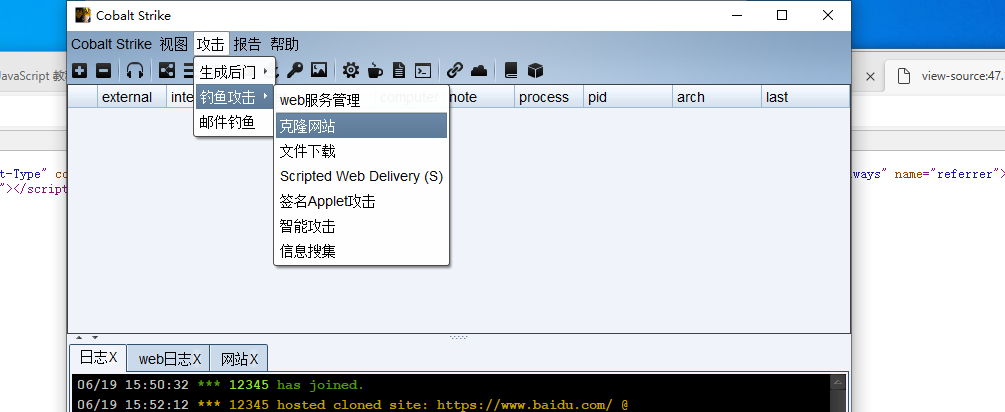 Cobalt Strike
Cobalt Strike 视图 攻击 报告 帮助
JavaScript
view-source:47.
生成后门
钓鱼攻击
邮件钓鱼
web服务管理
克隆网站
文件下载
Scripted Web Delivery (S)
签名Applet攻击
智能攻击
信息搜集
external computer note process pid arch last
t-Type" co
ways" name="referrer">
"></script
日志X web日志X 网站X
06/19 15:50:32 *** 12345 has joined.
06/19 15:52:12 *** 12345 hosted cloned site: https://www.baidu.com/ @